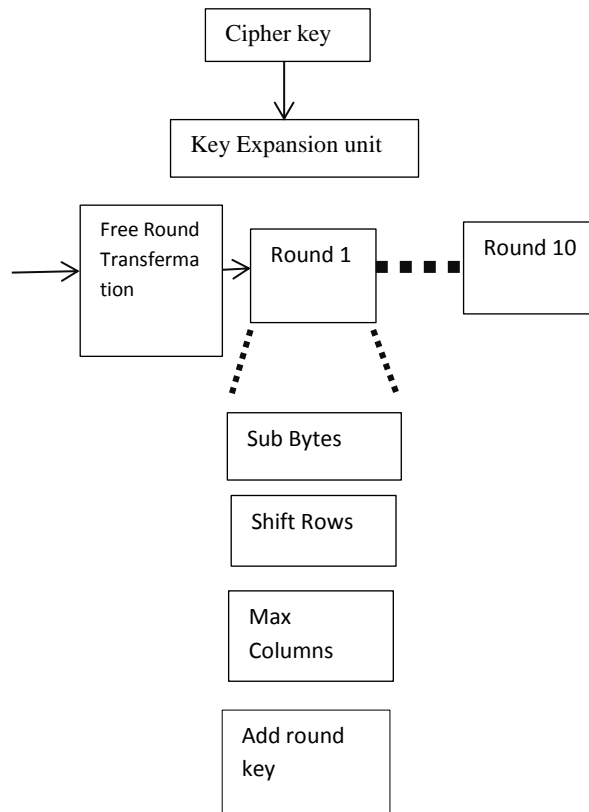 Cipher key
Key Expansion unit
Free Round
Transferma
tion
Round 1
Round 10
Sub Bytes
Shift Rows
Max
Columns
Add round
key